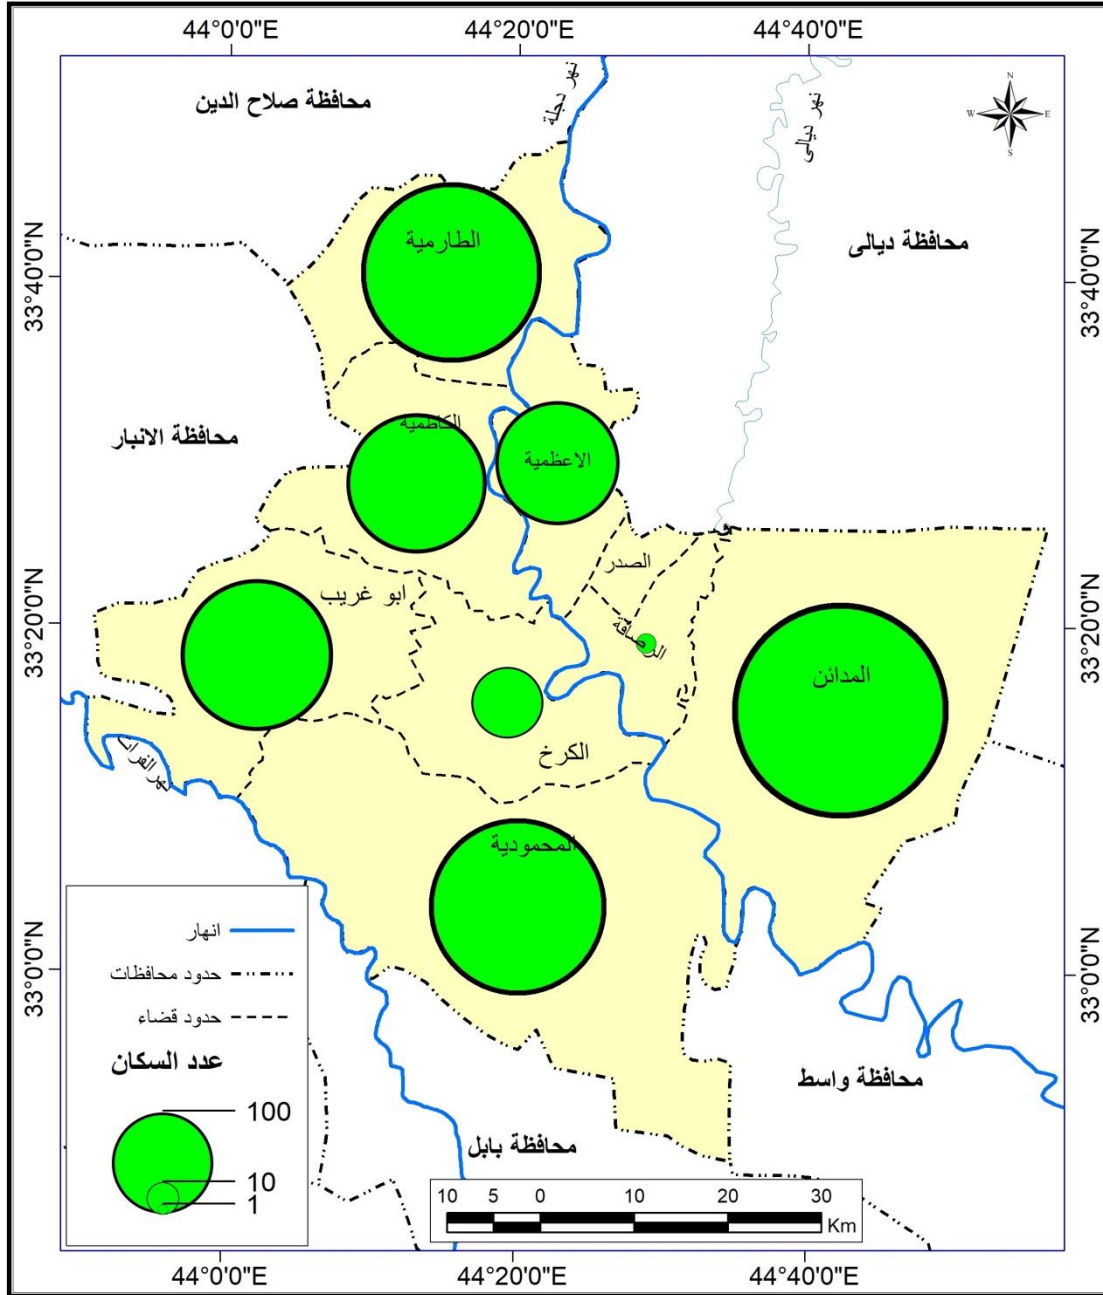 44°0'0"E
44°20'0"E
44°40'0"E
محافظة صلاح الدين
نهر دجلة
نهر ديالى
N
W
E
S
محافظة ديالى
الطارمية
33°40'0"N
33°40'0"N
محافظة الانبار
الكاظمية
الاعظمية
الصدر
ابو غريب
33°20'0"N
33°20'0"N
الرصافة
المدائن
الكرخ
نهر الفرات
المحمودية
انهار
حدود محافظات
حدود قضاء
33°0'0"N
33°0'0"N
عدد السكان
100
10
1
محافظة واسط
محافظة بابل
10 5 0 10 20 30
Km
44°0'0"E
44°20'0"E
44°40'0"E